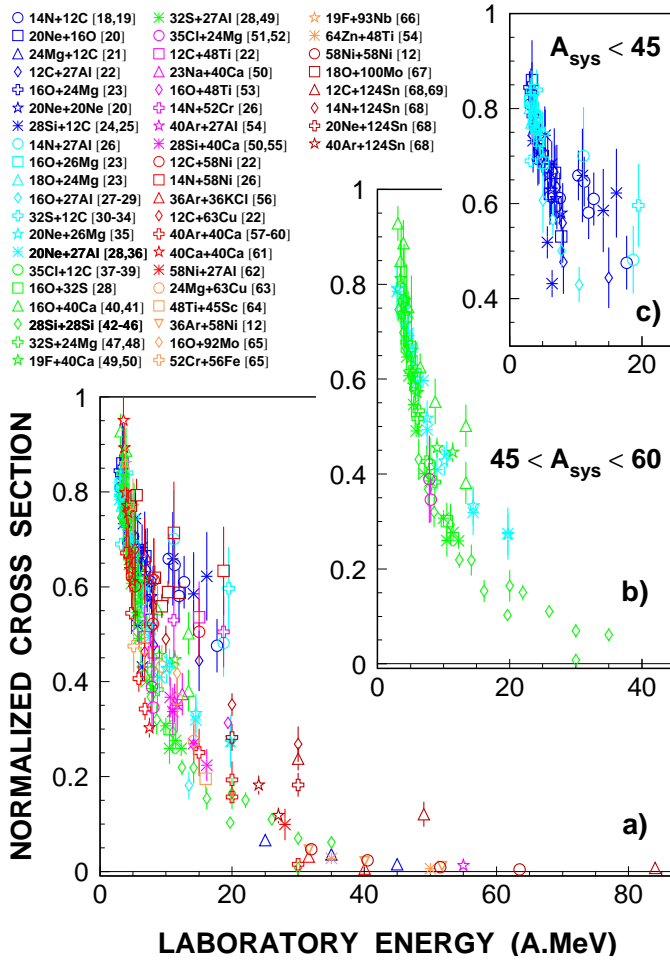 14N+12C [18,19]
20Ne+16O [20]
24Mg+12C [21]
12C+27Al [22]
16O+24Mg [23]
20Ne+20Ne [20]
28Si+12C [24,25]
14N+27Al [26]
16O+26Mg [23]
18O+24Mg [23]
16O+27Al [27-29]
32S+12C [30-34]
20Ne+26Mg [35]
20Ne+27Al [28,36]
35Cl+12C [37-39]
16O+32S [28]
16O+40Ca [40,41]
28Si+28Si [42-46]
32S+24Mg [47,48]
19F+40Ca [49,50]
32S+27Al [28,49]
35Cl+24Mg [51,52]
12C+48Ti [22]
23Na+40Ca [50]
16O+48Ti [53]
14N+52Cr [26]
40Ar+27Al [54]
28Si+40Ca [50,55]
12C+58Ni [22]
14N+58Ni [26]
36Ar+36KCl [56]
12C+63Cu [22]
40Ar+40Ca [57-60]
40Ca+40Ca [61]
58Ni+27Al [62]
24Mg+63Cu [63]
48Ti+45Sc [64]
36Ar+58Ni [12]
16O+92Mo [65]
52Cr+56Fe [65]
19F+93Nb [66]
64Zn+48Ti [66]
58Ni+58Ni [12]
18O+100Mo [67]
12C+124Sn [68,69]
14N+124Sn [68]
20Ne+124Sn [68]
40Ar+124Sn [68]
Asys < 45
1
0.8
0.6
0.4
c)
0 10 20
1
0.8
0.6
0.4
0.2
0
45 < Asys < 60
b)
0 20 40
NORMALIZED CROSS SECTION
1
0.8
0.6
0.4
0.2
0
a)
0 20 40 60 80
LABORATORY ENERGY (A.MeV)